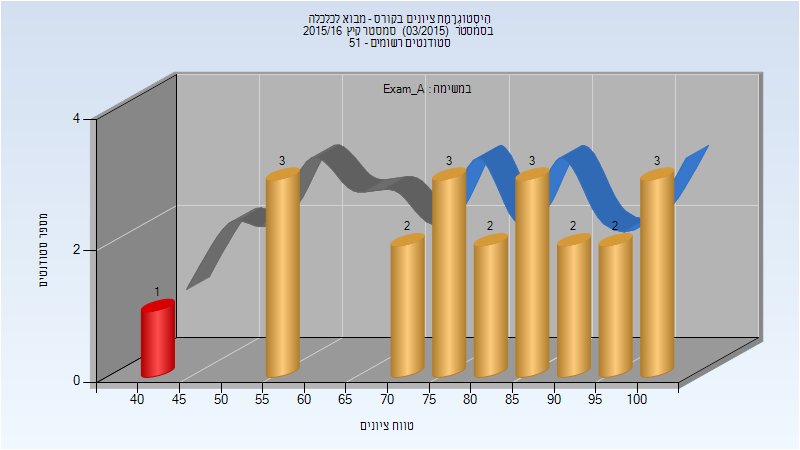 היסטוגרמת ציונים בקורס - מבוא לכלכלה
בסמסטר (03/2015) סמסטר קיץ 2015/16
סטודנטים רשומים - 51
במשימה : Exam_A
מספר סטודנטים
4
2
0
1
3
2
3
2
3
2
2
3
40 45 50 55 60 65 70 75 80 85 90 95 100
טווח ציונים